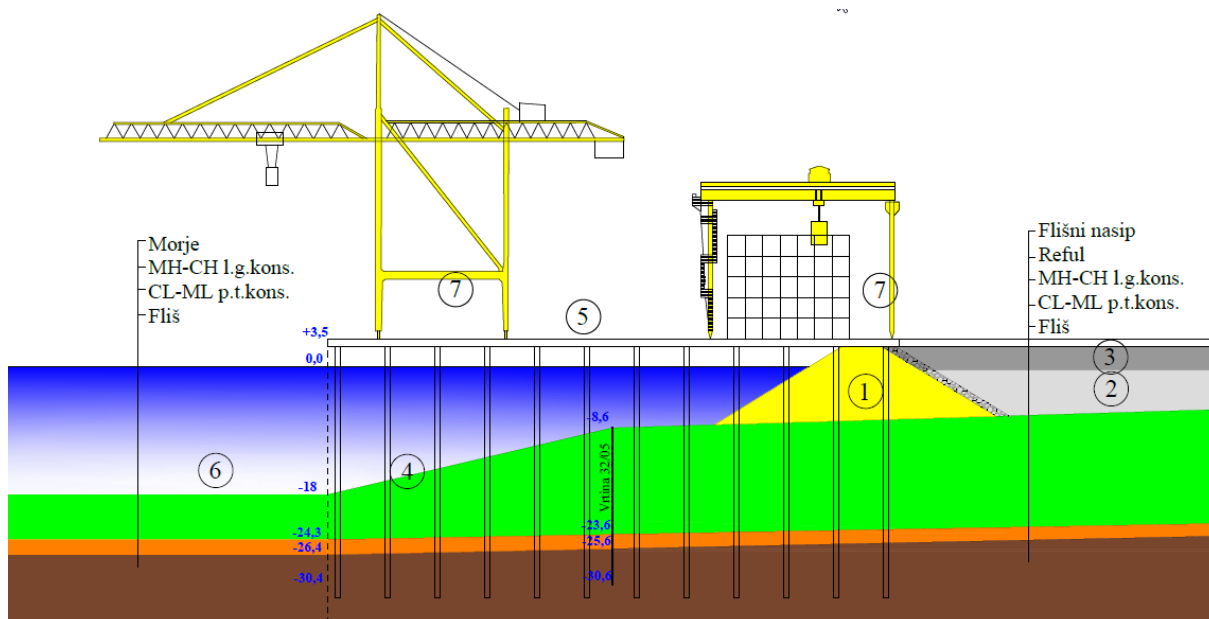 Morje
MH-CH l.g.kons.
CL-ML p.t.kons.
Fliš
Flišni nasip
Reful
MH-CH l.g.kons.
CL-ML p.t.kons.
Fliš
7
7
5
+3,5
0,0
3
1
2
-8,6
6
4
-18
Vrtina 32/05
-24,3
-23,6
-26,4
-25,6
-30,4
-30,6